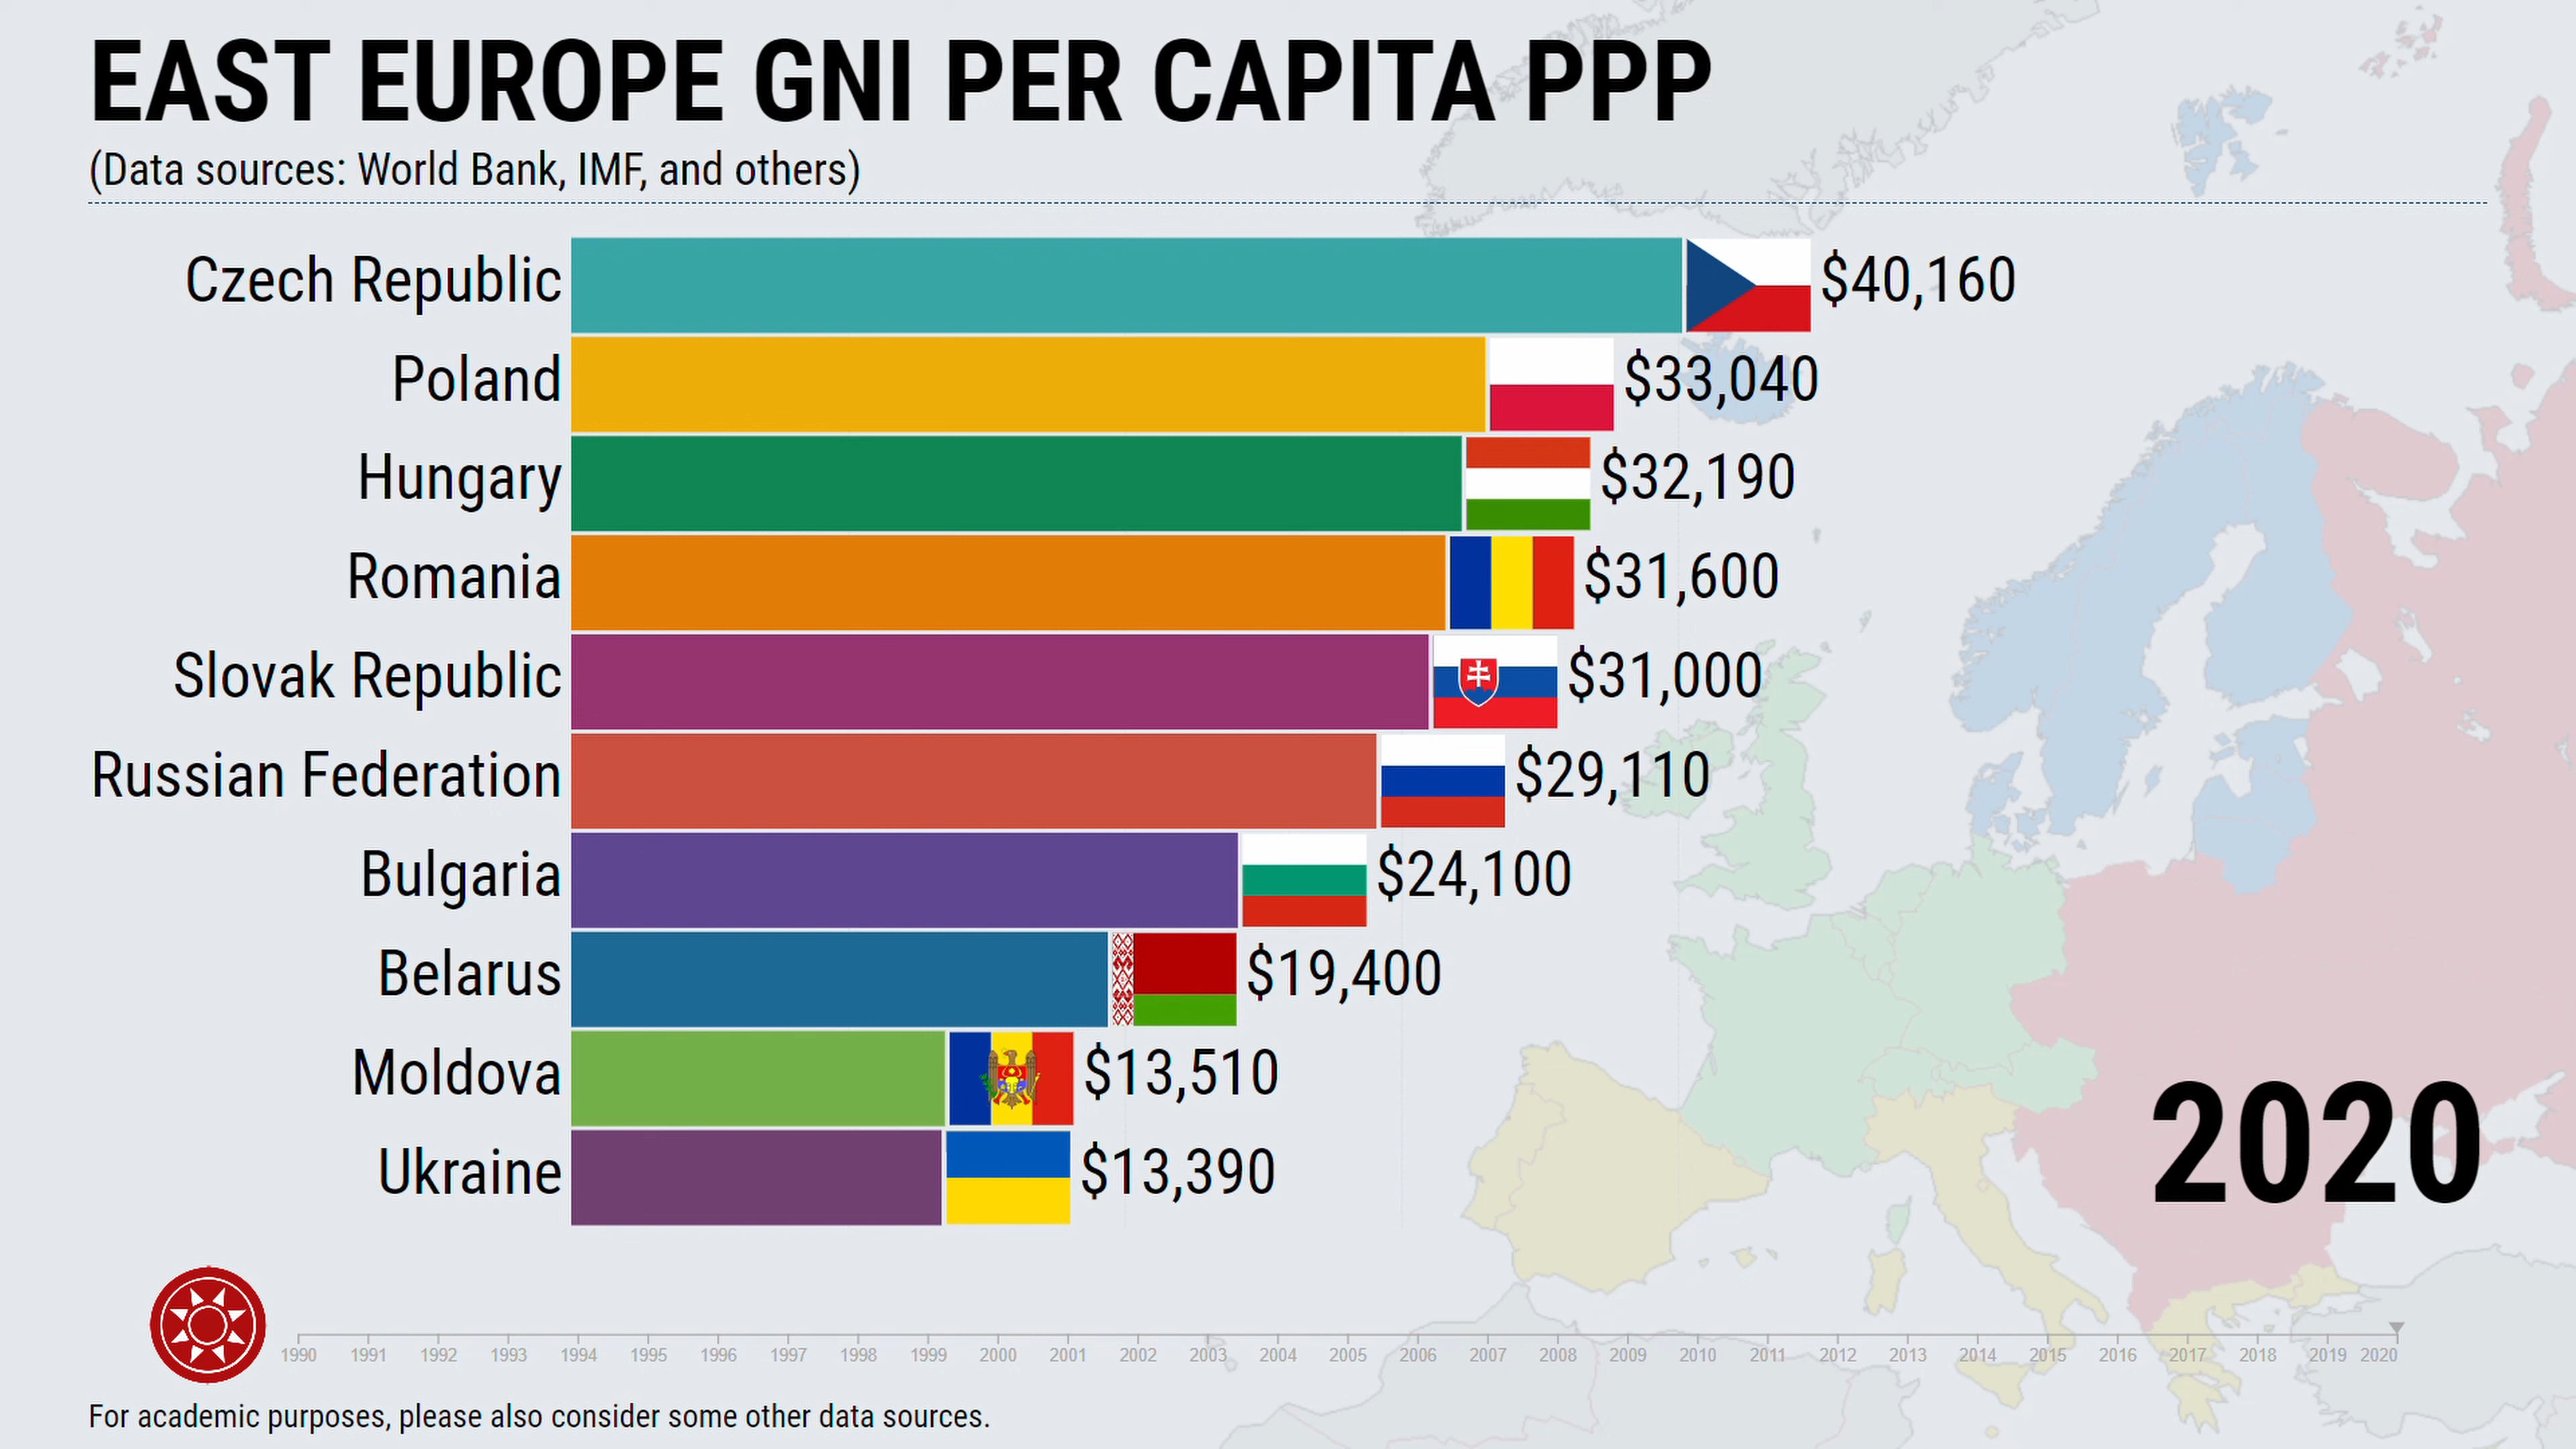 EAST EUROPE GNI PER CAPITA PPP
(Data sources: World Bank, IMF, and others)
Czech Republic $40,160
Poland $33,040
Hungary $32,190
Romania $31,600
Slovak Republic $31,000
Russian Federation $29,110
Bulgaria $24,100
Belarus $19,400
Moldova $13,510
Ukraine $13,390
2020
1990 1991 1992 1993 1994 1995 1996 1997 1998 1999 2000 2001 2002 2003 2004 2005 2006 2007 2008 2009 2010 2011 2012 2013 2014 2015 2016 2017 2018 2019 2020
For academic purposes, please also consider some other data sources.